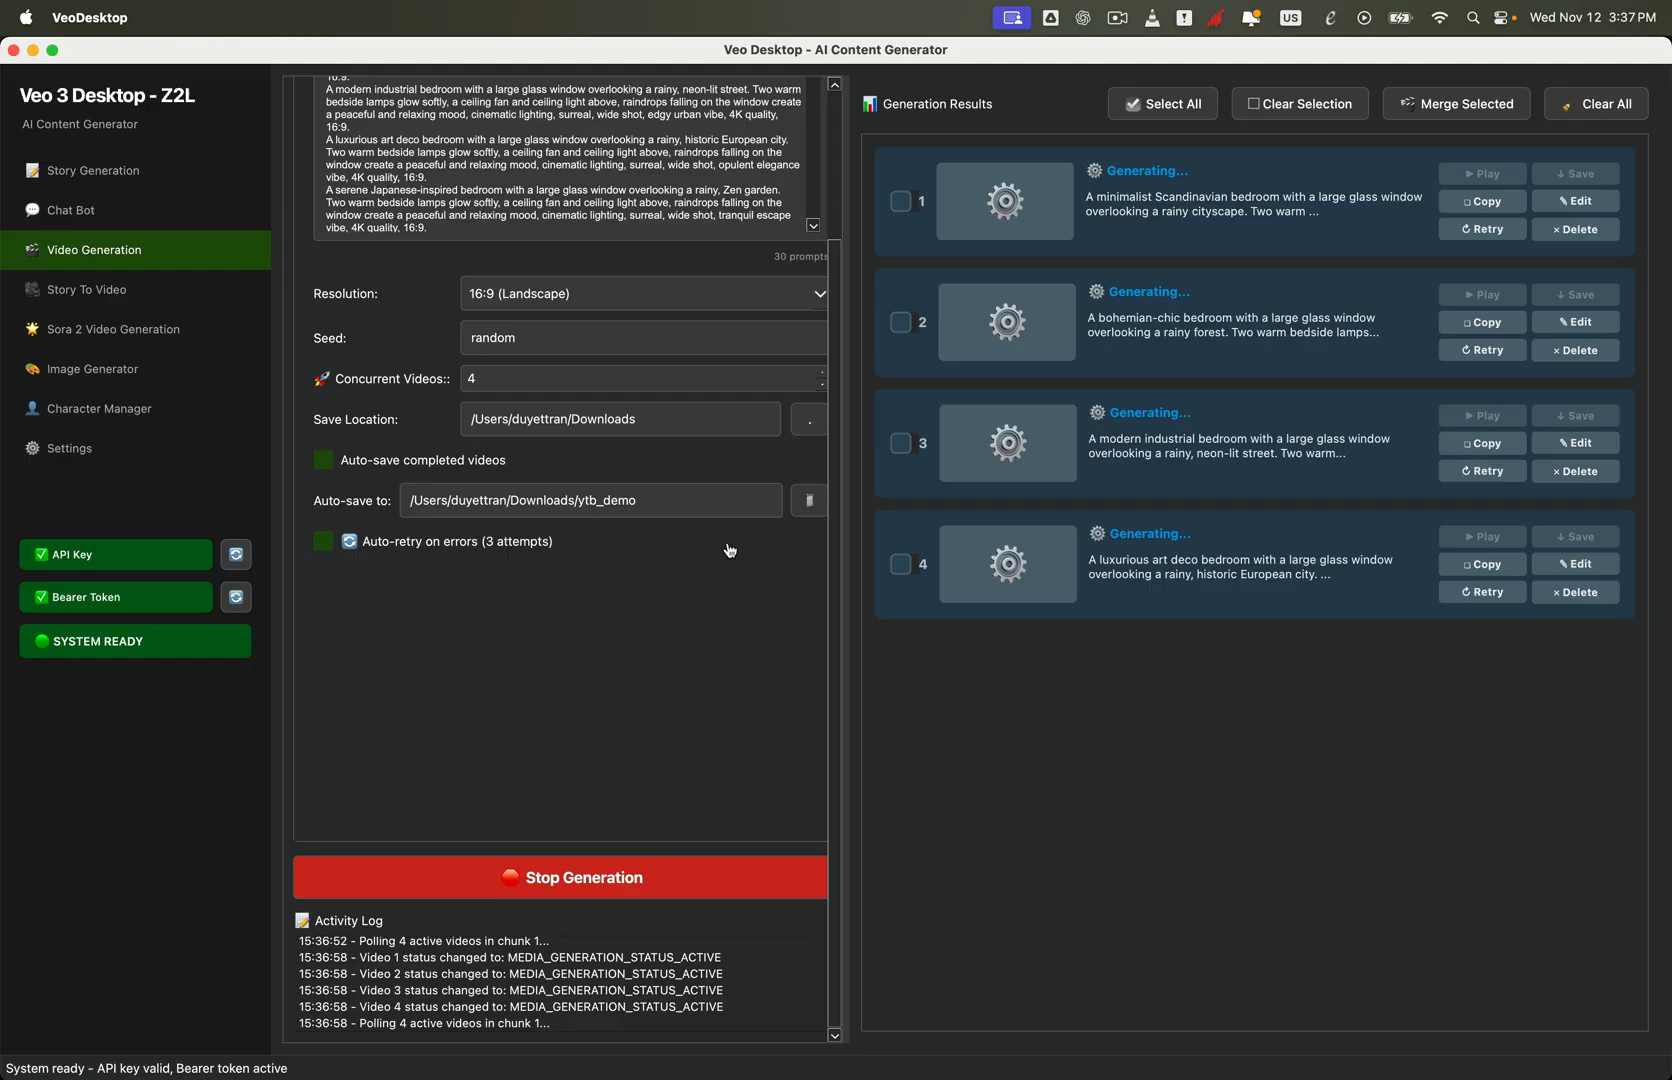 VeoDesktop
US
Wed Nov 12 3:37 PM
Veo Desktop - AI Content Generator
Veo 3 Desktop - Z2L
AI Content Generator
Story Generation
Chat Bot
Video Generation
Story To Video
Sora 2 Video Generation
Image Generator
Character Manager
Settings
API Key
Bearer Token
SYSTEM READY
16:9.
A modern industrial bedroom with a large glass window overlooking a rainy, neon-lit street. Two warm
bedside lamps glow softly, a ceiling fan and ceiling light above, raindrops falling on the window create
a peaceful and relaxing mood, cinematic lighting, surreal, wide shot, edgy urban vibe, 4K quality,
16:9.
A luxurious art deco bedroom with a large glass window overlooking a rainy, historic European city.
Two warm bedside lamps glow softly, a ceiling fan and ceiling light above, raindrops falling on the
window create a peaceful and relaxing mood, cinematic lighting, surreal, wide shot, opulent elegance
vibe, 4K quality, 16:9.
A serene Japanese-inspired bedroom with a large glass window overlooking a rainy, Zen garden.
Two warm bedside lamps glow softly, a ceiling fan and ceiling light above, raindrops falling on the
window create a peaceful and relaxing mood, cinematic lighting, surreal, wide shot, tranquil escape
vibe, 4K quality, 16:9.
30 prompts
Resolution: 16:9 (Landscape)
Seed: random
Concurrent Videos:: 4
Save Location: /Users/duyettran/Downloads .
Auto-save completed videos
Auto-save to: /Users/duyettran/Downloads/ytb_demo
Auto-retry on errors (3 attempts)
Stop Generation
Activity Log
15:36:52 - Polling 4 active videos in chunk 1...
15:36:58 - Video 1 status changed to: MEDIA_GENERATION_STATUS_ACTIVE
15:36:58 - Video 2 status changed to: MEDIA_GENERATION_STATUS_ACTIVE
15:36:58 - Video 3 status changed to: MEDIA_GENERATION_STATUS_ACTIVE
15:36:58 - Video 4 status changed to: MEDIA_GENERATION_STATUS_ACTIVE
15:36:58 - Polling 4 active videos in chunk 1...
Generation Results
Select All
Clear Selection
Merge Selected
Clear All
1
Generating...
A minimalist Scandinavian bedroom with a large glass window
overlooking a rainy cityscape. Two warm ...
Play
Save
Copy
Edit
Retry
Delete
2
Generating...
A bohemian-chic bedroom with a large glass window
overlooking a rainy forest. Two warm bedside lamps...
Play
Save
Copy
Edit
Retry
Delete
3
Generating...
A modern industrial bedroom with a large glass window
overlooking a rainy, neon-lit street. Two warm...
Play
Save
Copy
Edit
Retry
Delete
4
Generating...
A luxurious art deco bedroom with a large glass window
overlooking a rainy, historic European city. ...
Play
Save
Copy
Edit
Retry
Delete
System ready - API key valid, Bearer token active